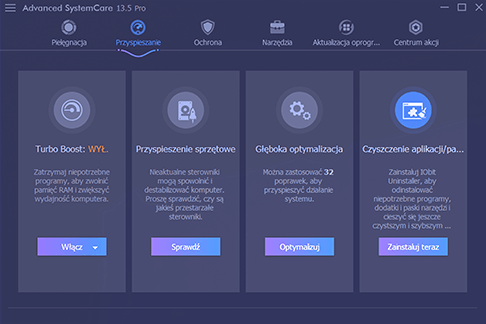 Advanced SystemCare 13.5 Pro
Pielęgnacja
Przyspieszanie
Ochrona
Narzędzia
Aktualizacja oprogr...
Centrum akcji
Turbo Boost: WYŁ.
Zatrzymaj niepotrzebne
programy, aby zwolnić
pamięć RAM i zwiększyć
wydajność komputera.
Włącz
Przyspieszenie sprzętowe
Nieaktualne sterowniki
mogą spowolnić i
destabilizować komputer.
Proszę sprawdzić, czy są
jakieś przestarzałe
sterowniki.
Sprawdź
Głęboka optymalizacja
Można zastosować 32
poprawek, aby
przyspieszyć działanie
systemu.
Optymalizuj
Czyszczenie aplikacji/pa...
Zainstaluj IObit
Uninstaller, aby
odinstalować
niepotrzebne programy,
dodatki i paski narzędzi i
cieszyć się jeszcze
czystszym i szybszym ...
Zainstaluj teraz